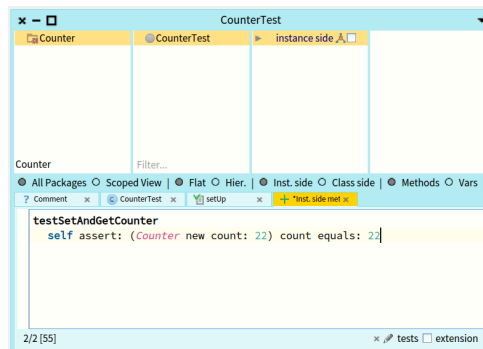 CounterTest
Counter
CounterTest
instance side
Counter
Filter...
All Packages Scoped View | Flat Hier. | Inst. side Class side | Methods Vars
? Comment x CounterTest x setUp x + *Inst. side met x
testSetAndGetCounter
self assert: (Counter new count: 22) count equals: 22
2/2 [55] x tests extension